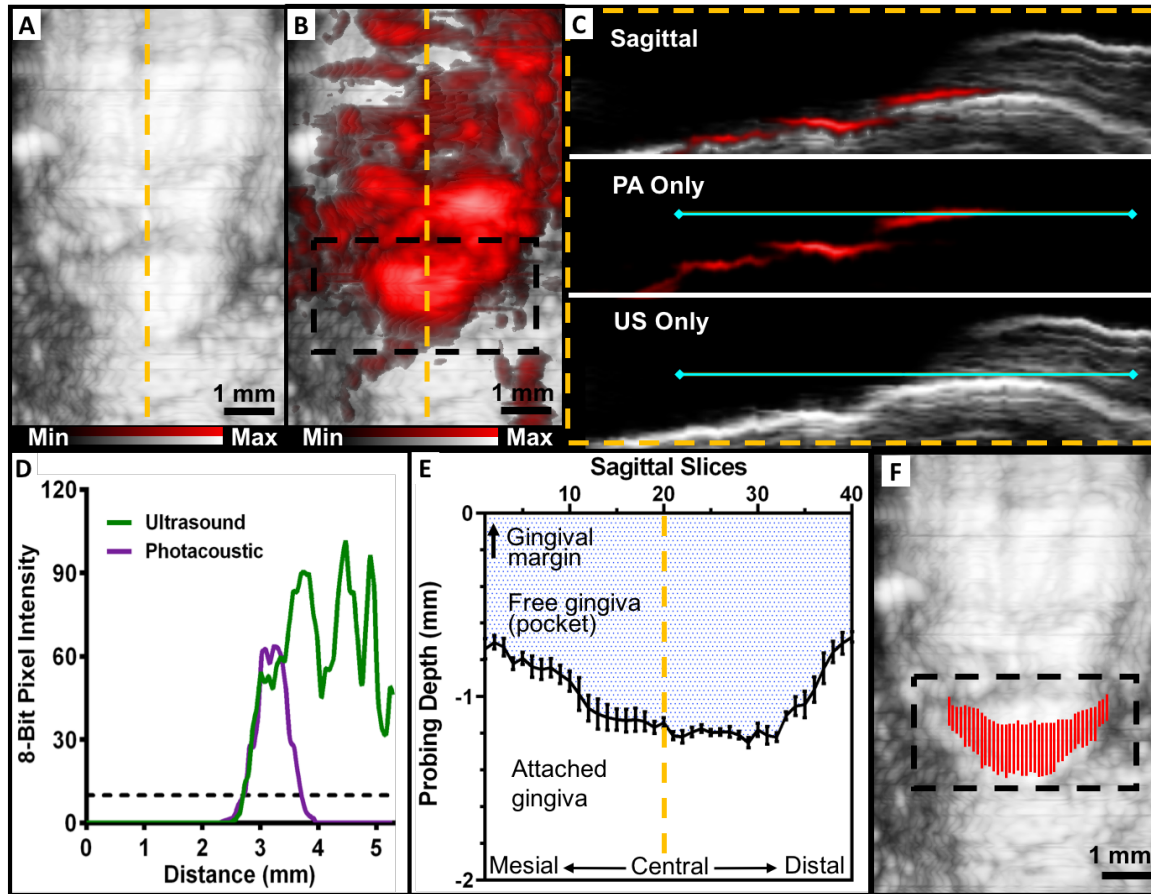 A
1 mm
Min
Max
B
1 mm
Min
Max
C
Sagittal
PA Only
US Only
D
120
90
60
30
0
8-Bit Pixel Intensity
Ultrasound
Photacoustic
0
1
2
3
4
5
Distance (mm)
E
Sagittal Slices
10
20
30
40
0
-1
-2
Probing Depth (mm)
Gingival
margin
Free gingiva
(pocket)
Attached
gingiva
Mesial
Central
Distal
F
1 mm